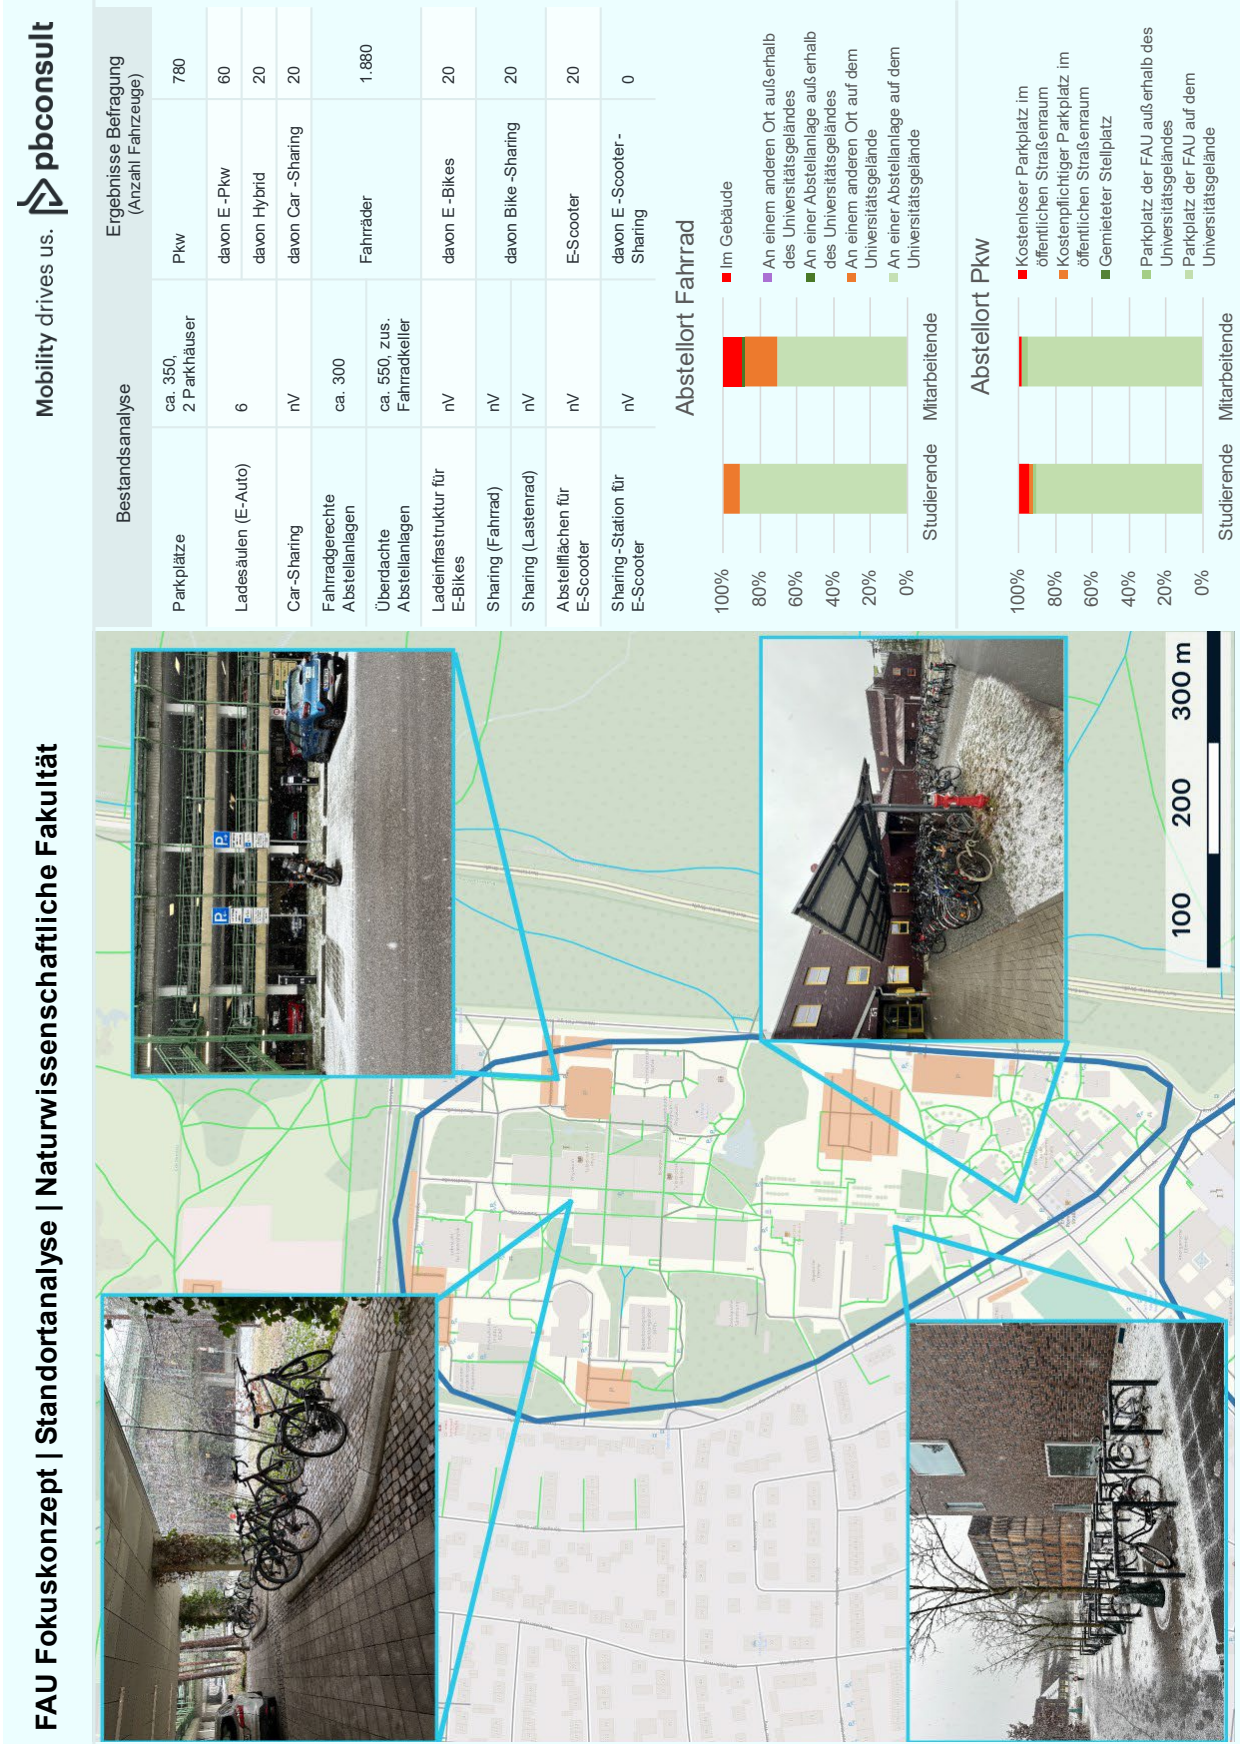 FAU Fokuskonzept | Standortanalyse | Naturwissenschaftliche Fakultät
Mobility drives us.
pbconsult
Bestandsanalyse
Ergebnisse Befragung
(Anzahl Fahrzeuge)
Parkplätze
ca. 350,
2 Parkhäuser
Pkw
780
Ladesäulen (E-Auto)
6
davon E -Pkw
60
davon Hybrid
20
Car -Sharing
nV
davon Car -Sharing
20
Fahrradgerechte
Abstellanlagen
ca. 300
Fahrräder
1.880
Überdachte
Abstellanlagen
ca. 550, zus.
Fahrradkeller
Ladeinfrastruktur für
E-Bikes
nV
davon E -Bikes
20
Sharing (Fahrrad)
nV
davon Bike -Sharing
20
Sharing (Lastenrad)
nV
Abstellflächen für
E-Scooter
nV
E-Scooter
20
Sharing -Station für
E-Scooter
nV
davon E -Scooter -
Sharing
0
Abstellort Fahrrad
100%
80%
60%
40%
20%
0%
Studierende
Mitarbeitende
Im Gebäude
An einem anderen Ort außerhalb
des Universitätsgeländes
An einer Abstellanlage außerhalb
des Universitätsgeländes
An einem anderen Ort auf dem
Universitätsgelände
An einer Abstellanlage auf dem
Universitätsgelände
Abstellort Pkw
100%
80%
60%
40%
20%
0%
Studierende
Mitarbeitende
Kostenloser Parkplatz im
öffentlichen Straßenraum
Kostenpflichtiger Parkplatz im
öffentlichen Straßenraum
Gemieteter Stellplatz
Parkplatz der FAU außerhalb des
Universitätgeländes
Parkplatz der FAU auf dem
Universitätsgelände
P
P
51
100
200
300 m